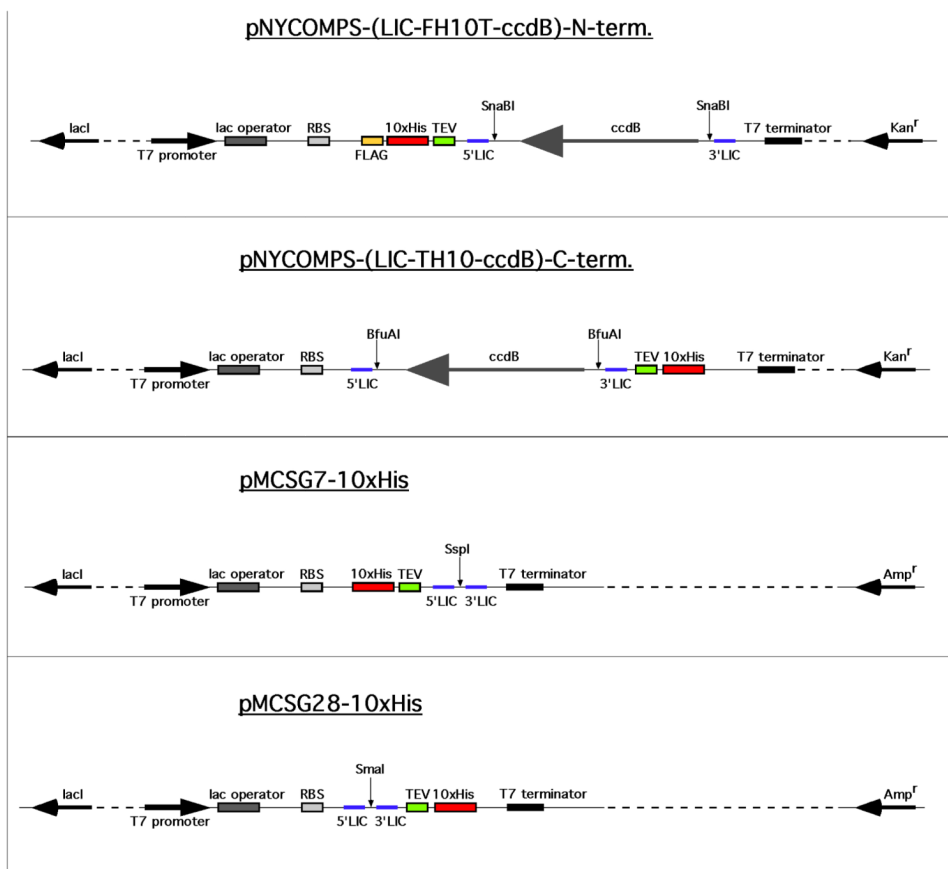 pNYCOMPS-(LIC-FH10T-ccdB)-N-term.
SnaBI SnaBI
lacI lac operator RBS 10xHis TEV ccdB T7 terminator Kanr
T7 promoter FLAG 5'LIC 3'LIC
pNYCOMPS-(LIC-TH10-ccdB)-C-term.
BfuAI BfuAI
lacI lac operator RBS ccdB TEV 10xHis T7 terminator Kanr
T7 promoter 5'LIC 3'LIC
pMCSG7-10xHis
SspI
lacI lac operator RBS 10xHis TEV T7 terminator Ampr
T7 promoter 5'LIC 3'LIC
pMCSG28-10xHis
SmaI
lacI lac operator RBS TEV 10xHis T7 terminator Ampr
T7 promoter 5'LIC 3'LIC